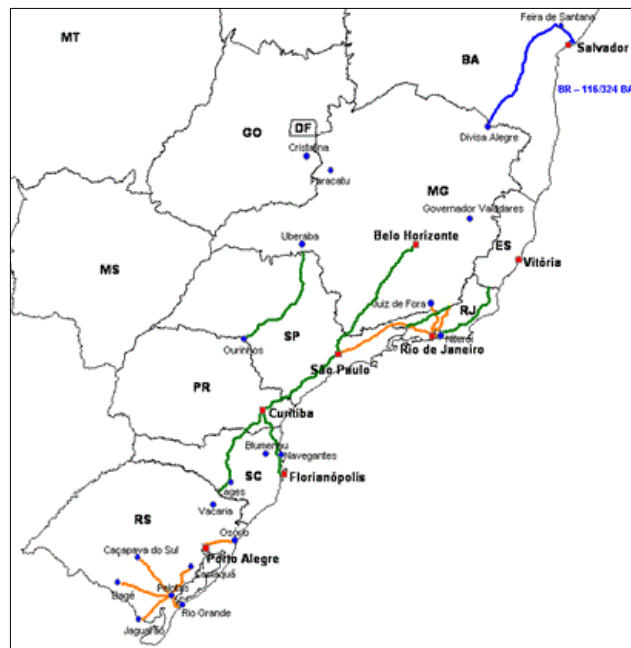 Feira de Santana
MT
Salvador
BA
BR – 116/324 BA
GO
DF
Divisa Alegre
Cristalina
Paracatu
MG
Governador Valadares
Uberaba
Belo Horizonte
ES
MS
Vitória
Juiz de Fora
RJ
SP
Niterói
Ourinhos
Rio de Janeiro
São Paulo
PR
Curitiba
Blumenau
Navegantes
SC
Florianópolis
Lages
Vacaria
RS
Osório
Caçapava do Sul
Porto Alegre
Camaquã
Bagé
Pelotas
Rio Grande
Jaguarão